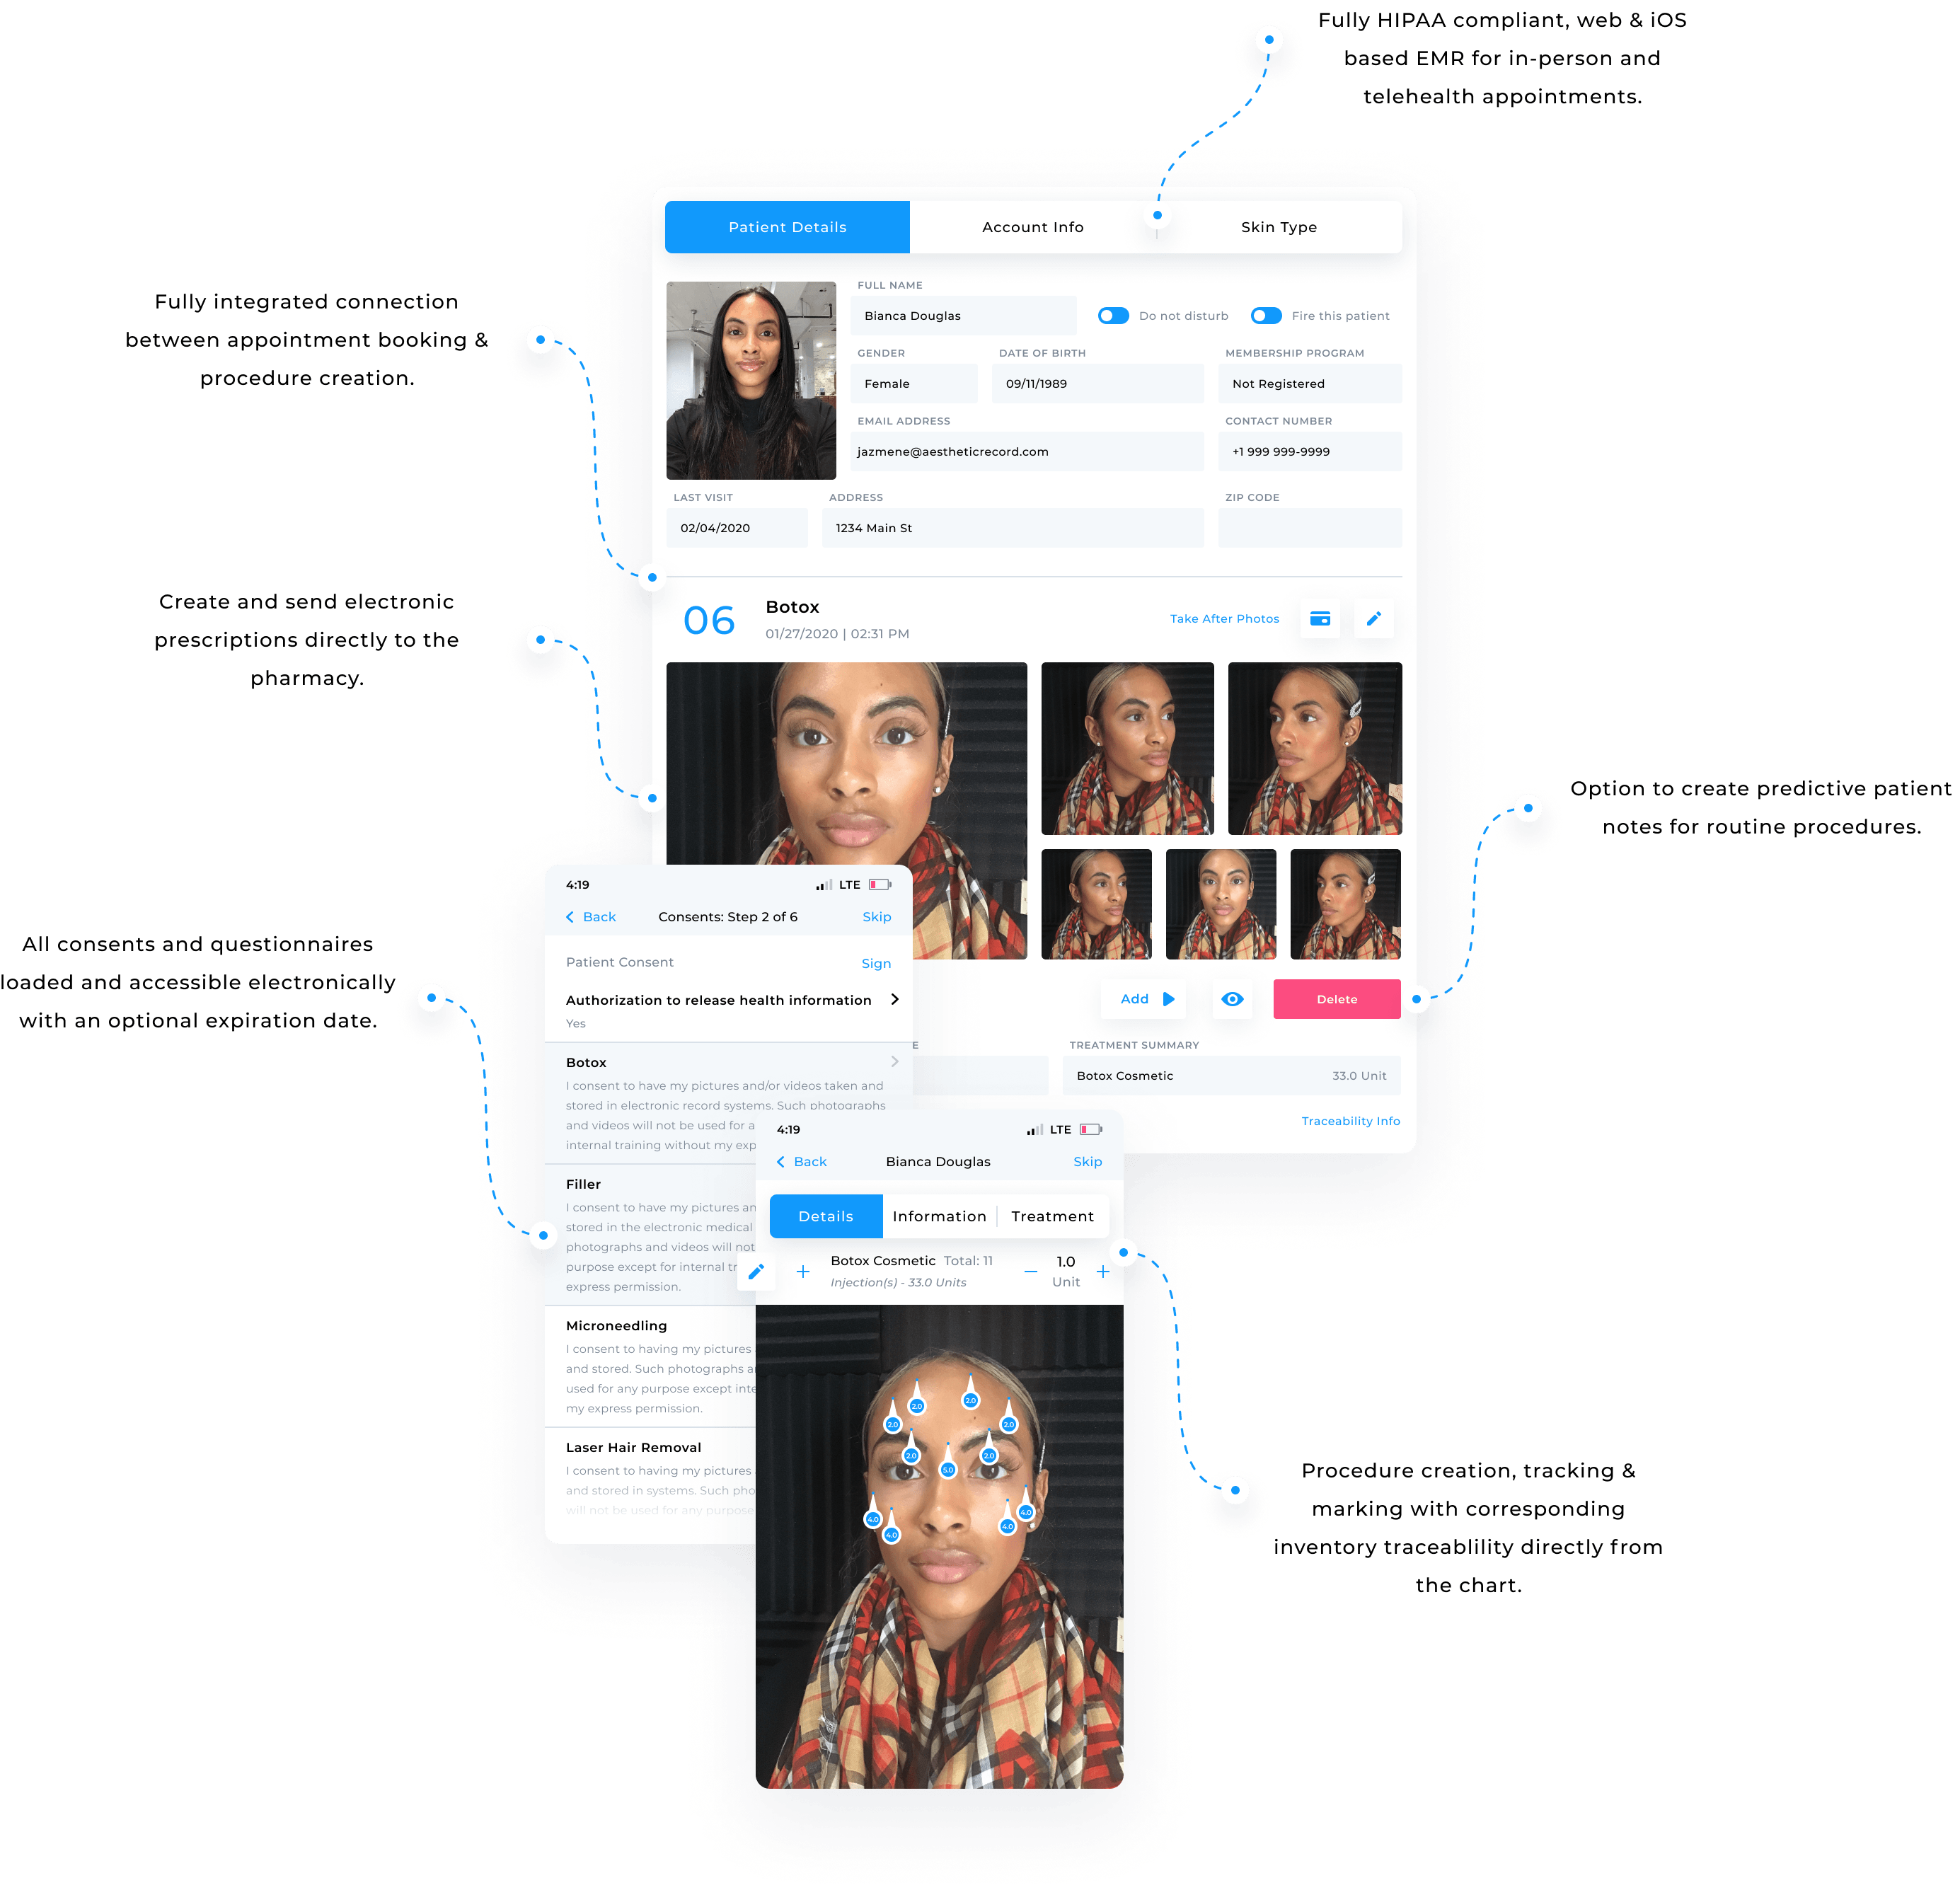 Fully HIPAA compliant, web & iOS
based EMR for in-person and
telehealth appointments.
Fully integrated connection
between appointment booking &
procedure creation.
Create and send electronic
prescriptions directly to the
pharmacy.
All consents and questionnaires
loaded and accessible electronically
with an optional expiration date.
Patient Details
Account Info
Skin Type
FULL NAME
Bianca Douglas
Do not disturb
Fire this patient
GENDER
DATE OF BIRTH
MEMBERSHIP PROGRAM
Female
09/11/1989
Not Registered
EMAIL ADDRESS
CONTACT NUMBER
jazmene@aestheticrecord.com
+1 999 999-9999
LAST VISIT
ADDRESS
ZIP CODE
02/04/2020
1234 Main St
06
Botox
01/27/2020 | 02:31 PM
Take After Photos
Add
Delete
E
TREATMENT SUMMARY
Botox Cosmetic
33.0 Unit
Traceability Info
4:19
LTE
Back
Consents: Step 2 of 6
Skip
Patient Consent
Sign
Authorization to release health information
Yes
Botox
I consent to have my pictures and/or videos taken and
stored in electronic record systems. Such photographs
and videos will not be used for a
internal training without my exp
Filler
I consent to have my pictures an
stored in the electronic medical
photographs and videos will not
purpose except for internal tr
express permission.
Microneedling
I consent to having my pictures
and stored. Such photographs a
used for any purpose except inte
my express permission.
Laser Hair Removal
I consent to having my pictures
and stored in systems. Such pho
will not be used for any purpose
4:19
LTE
Back
Bianca Douglas
Skip
Details
Information
Treatment
Botox Cosmetic Total: 11
Injection(s) - 33.0 Units
1.0
Unit
2.0
2.0
2.0
2.0
2.0
2.0
5.0
4.0
4.0
4.0
4.0
Option to create predictive patient
notes for routine procedures.
Procedure creation, tracking &
marking with corresponding
inventory traceablility directly from
the chart.